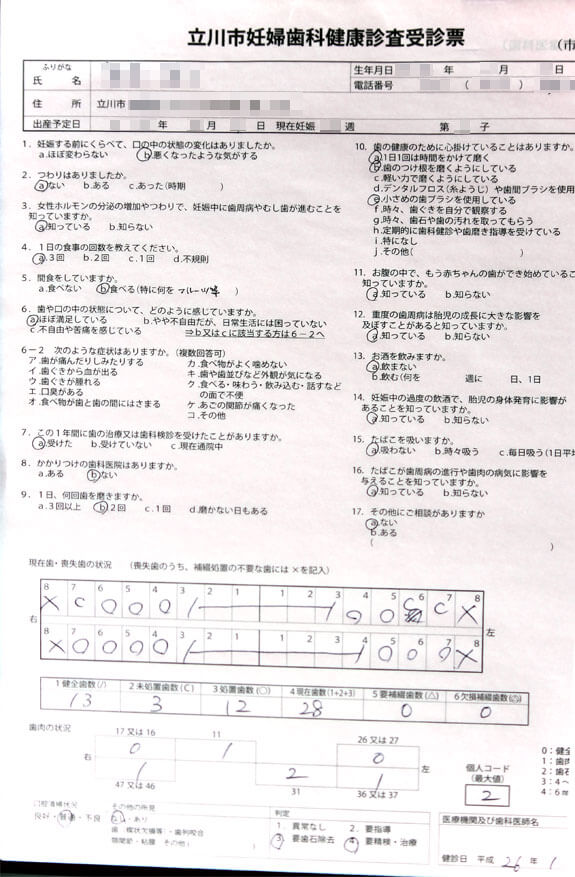 立川市妊婦歯科健康診査受診票
(市
ふりがな
氏 名
生年月日 年 月 日
電話番号 ( )
住 所 立川市
出産予定日 年 月 日 現在妊娠 週 第 子
1. 妊娠する前にくらべて、口の中の状態の変化はありましたか。
a.ほぼ変わらない b.悪くなったような気がする
2. つわりはありましたか。
a.ない b.ある c.あった(時期 )
3. 女性ホルモンの分泌の増加やつわりで、妊娠中に歯周病やむし歯が進むことを
知っていますか。
a.知っている b.知らない
4. 1日の食事の回数を教えてください。
a.3回 b.2回 c.1回 d.不規則
5. 間食をしていますか。
a.食べない b.食べる(特に何を フルーツ等 )
6. 歯や口の中の状態について、どのように感じていますか。
a.ほぼ満足している b.やや不自由だが、日常生活には困っていない
c.不自由や苦痛を感じている ⇒b又はcに該当する方は6-2へ
6-2 次のような症状はありますか。(複数回答可)
ア.歯が痛んだりしみたりする カ.食べ物がよく噛めない
イ.歯ぐきから血が出る キ.歯や歯並びなど外観が気になる
ウ.歯ぐきが腫れる ク.食べる・味わう・飲み込む・話すなど
エ.口臭がある の面で不便
オ.食べ物が歯と歯の間にはさまる ケ.あごの関節が痛くなった
コ.その他
7. この1年間に歯の治療又は歯科検診を受けたことがありますか。
a.受けた b.受けていない c.現在通院中
8. かかりつけの歯科医院はありますか。
a.ある b.ない
9. 1日、何回歯を磨きますか。
a.3回以上 b.2回 c.1回 d.磨かない日もある
10. 歯の健康のために心掛けていることはありますか。
a.1日1回は時間をかけて磨く
b.歯のつけ根を磨くようにしている
c.軽い力で磨くようにしている
d.デンタルフロス(糸ようじ)や歯間ブラシを使用
e.小さめの歯ブラシを使用している
f.時々、歯ぐきを自分で観察する
g.時々、歯石や歯の汚れを取ってもらう
h.定期的に歯科健診や歯磨き指導を受けている
i.特になし
j.その他(
11. お腹の中で、もう赤ちゃんの歯ができ始めているこ
知っていますか。
a.知っている b.知らない
12. 重度の歯周病は胎児の成長に大きな影響を
及ぼすことがあると知っていますか。
a.知っている b.知らない
13. お酒を飲みますか。
a.飲まない
b.飲む(何を 週に 日、1日
14. 妊娠中の過度の飲酒で、胎児の身体発育に影響が
あることを知っていますか。
a.知っている b.知らない
15. たばこを吸いますか。
a.吸わない b.時々吸う c.毎日吸う(1日平均
16. たばこが歯周病の進行や歯肉の病気に影響を
与えることを知っていますか。
a.知っている b.知らない
17. その他にご相談がありますか
a.ない
b.ある
( )
現在歯・喪失歯の状況 (喪失歯のうち、補綴処置の不要な歯には×を記入)
8 7 6 5 4 3 2 1 1 2 3 4 5 6 7 8
右 × C ○ ○ ○ / / ○ ○ C C × 左
8 7 6 5 4 3 2 1 1 2 3 4 5 6 7 8
× ○ ○ ○ ○ / / ○ ○ ○ ○ ×
1 健全歯数(/) 2 未処置歯数(C) 3 処置歯数(○) 4 現在歯数(1+2+3) 5 要補綴歯数(△) 6 欠損補綴歯数
13 3 12 28 0 0
歯肉の状況
17 又は 16 11 26 又は 27
右 0 1 0 左
1 2 1
47 又は 46 31 36 又は 37
0:健全
1:歯肉
2:歯石
3:4~
4:6m
個人コード
(最大値)
2
口腔清掃状況
良好・普通・不良
その他の所見
なし・あり
歯列咬合
顎関節・粘膜 その他( )
判定
1. 異常なし 2. 要指導
3. 要歯石除去 4. 要精検・治療
医療機関及び歯科医師名
健診日 平成 26 年 1